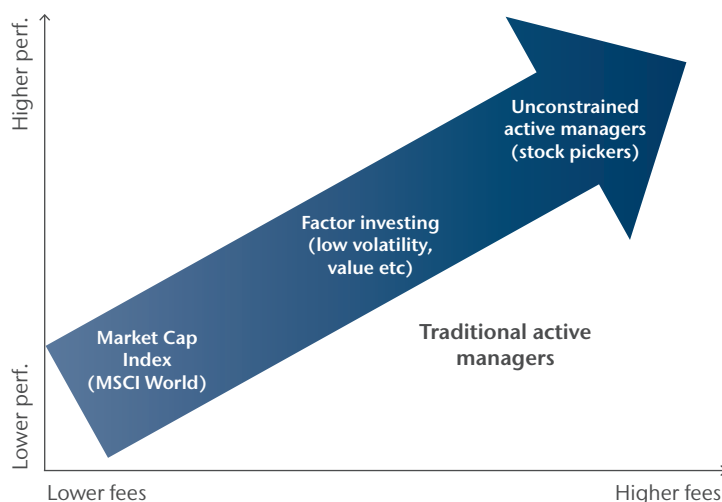 Higher perf.
Unconstrained
active managers
(stock pickers)
Factor investing
(low volatility,
value etc)
Market Cap
Index
(MSCI World)
Traditional active
managers
Lower perf.
Lower fees
Higher fees